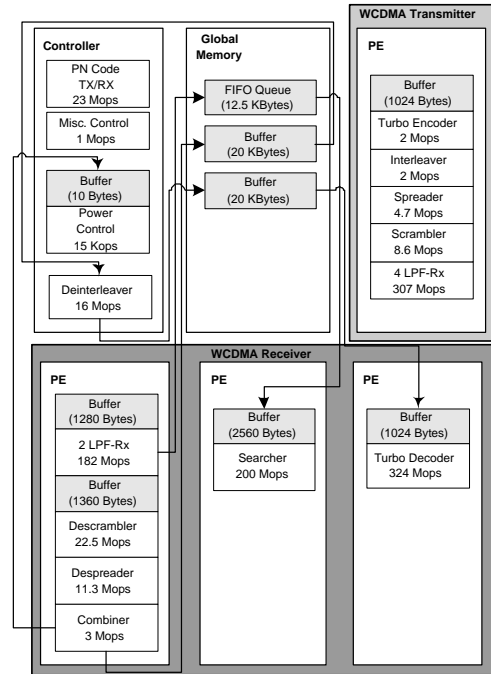 Controller
PN Code
TX/RX
23 Mops
Misc. Control
1 Mops
Buffer
(10 Bytes)
Power
Control
15 Kops
Deinterleaver
16 Mops
Global
Memory
FIFO Queue
(12.5 KBytes)
Buffer
(20 KBytes)
Buffer
(20 KBytes)
WCDMA Transmitter
PE
Buffer
(1024 Bytes)
Turbo Encoder
2 Mops
Interleaver
2 Mops
Spreader
4.7 Mops
Scrambler
8.6 Mops
4 LPF-Rx
307 Mops
WCDMA Receiver
PE
Buffer
(1280 Bytes)
2 LPF-Rx
182 Mops
Buffer
(1360 Bytes)
Descrambler
22.5 Mops
Despreader
11.3 Mops
Combiner
3 Mops
PE
Buffer
(2560 Bytes)
Searcher
200 Mops
PE
Buffer
(1024 Bytes)
Turbo Decoder
324 Mops